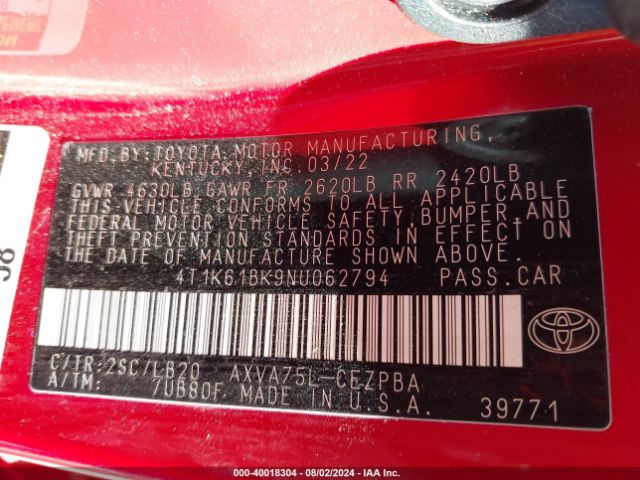 MFD.BY: TOYOTA MOTOR MANUFACTURING,
KENTUCKY, INC. 03/22
GVWR 4630LB GAWR FR 2620LB RR 2420LB
THIS VEHICLE CONFORMS TO ALL APPLICABLE
FEDERAL MOTOR VEHICLE SAFETY, BUMPER, AND
THEFT PREVENTION STANDARDS IN EFFECT ON
THE DATE OF MANUFACTURE SHOWN ABOVE.
4T1K61BK9NU062794 PASS.CAR
C/TR: 2SC7LB20 AXVA75L-CEZPBA
A/TM: 7UB80F MADE IN U.S.A. 39771
000-40018304 - 08/02/2024 - IAA Inc.